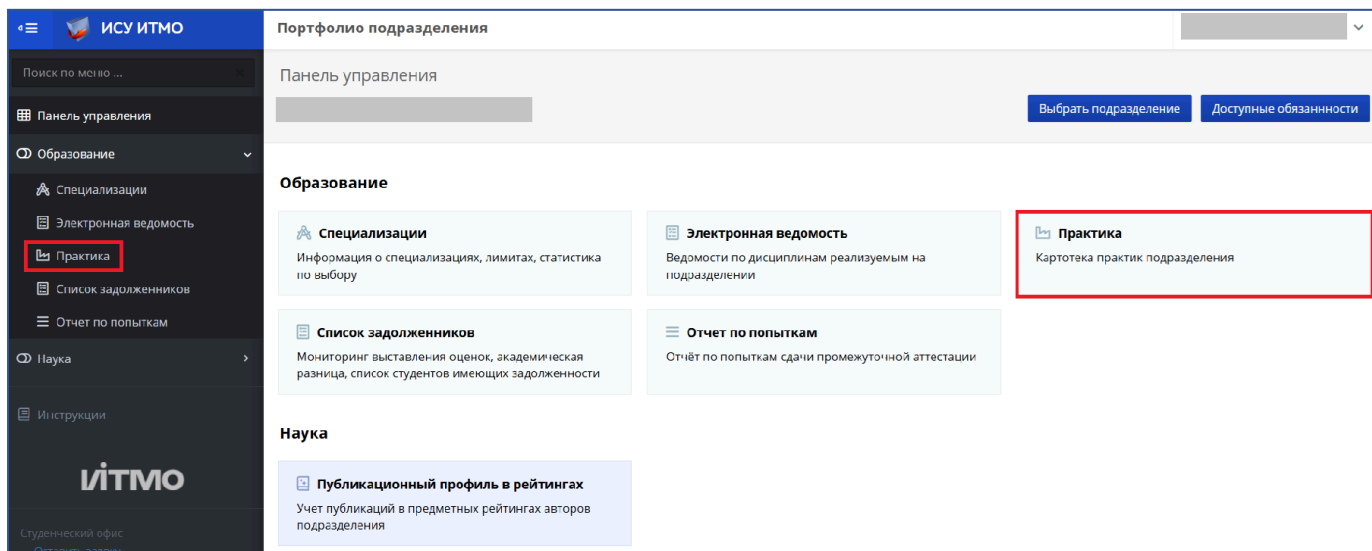 ИСУ ИТМО
Портфолио подразделения
Поиск по меню ...
Панель управления
Образование
Специализации
Электронная ведомость
Практика
Список задолженников
Отчет по попыткам
Наука
Инструкции
ИТМО
Студенческий офис
Оставить заявку
Панель управления
Выбрать подразделение
Доступные обязаннности
Образование
Специализации
Информация о специализациях, лимитах, статистика
по выбору
Электронная ведомость
Ведомости по дисциплинам реализуемым на
подразделении
Практика
Картотека практик подразделения
Список задолженников
Мониторинг выставления оценок, академическая
разница, список студентов имеющих задолженности
Отчет по попыткам
Отчёт по попыткам сдачи промежуточной аттестации
Наука
Публикационный профиль в рейтингах
Учет публикаций в предметных рейтингах авторов
подразделения